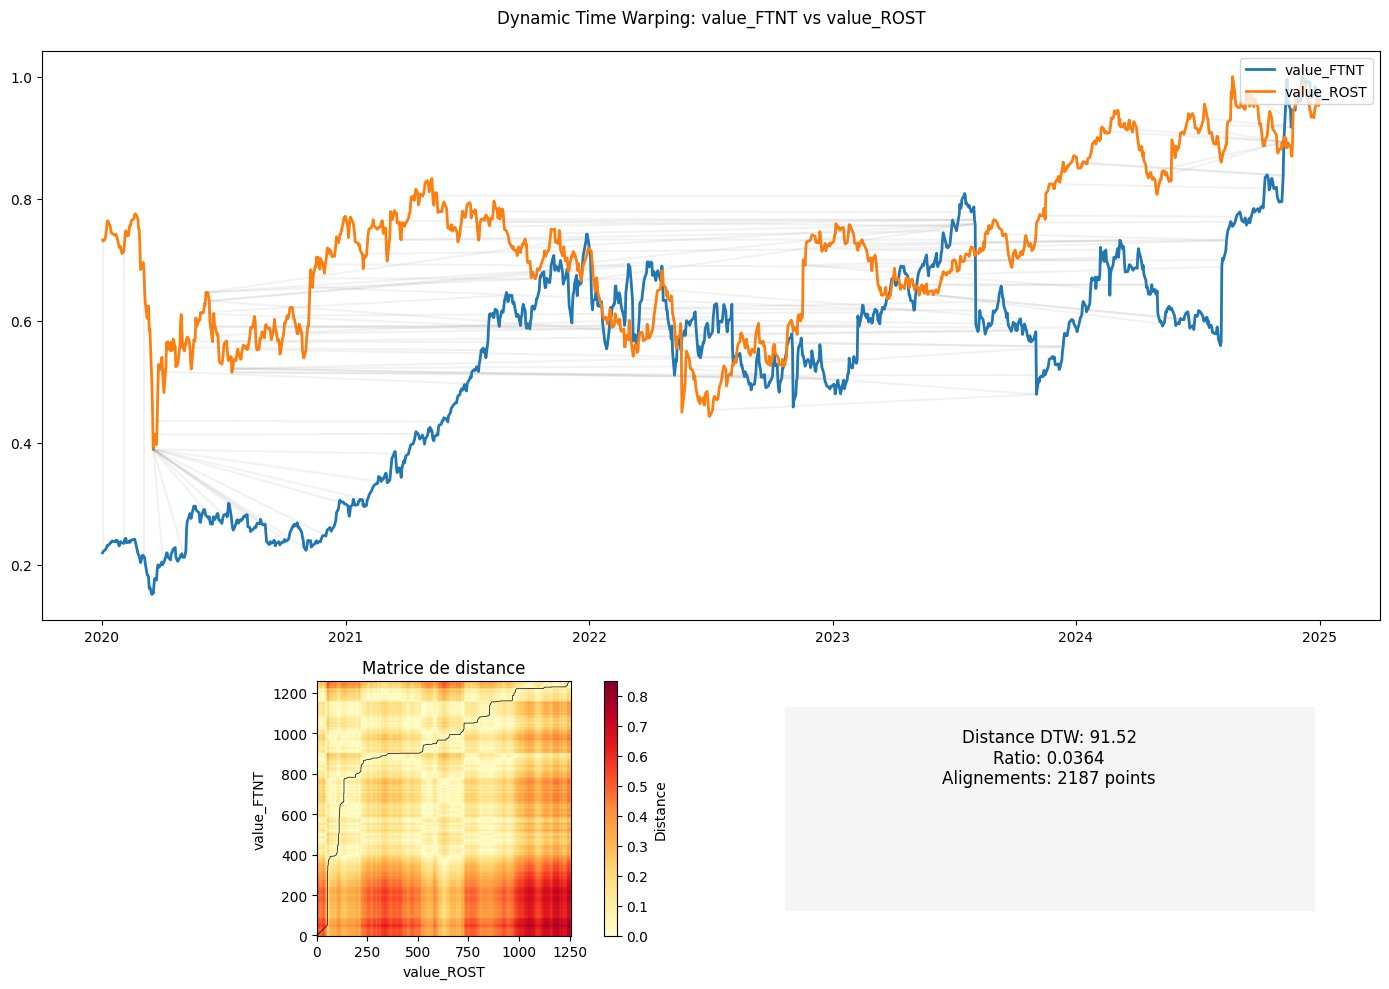 Dynamic Time Warping: value_FTNT vs value_ROST
value_FTNT
value_ROST
1.0
0.8
0.6
0.4
0.2
2020 2021 2022 2023 2024 2025
Matrice de distance
value_FTNT
1200
1000
800
600
400
200
0
0 250 500 750 1000 1250
value_ROST
0.8
0.7
0.6
0.5
0.4
0.3
0.2
0.1
0.0
Distance
Distance DTW: 91.52
Ratio: 0.0364
Alignements: 2187 points